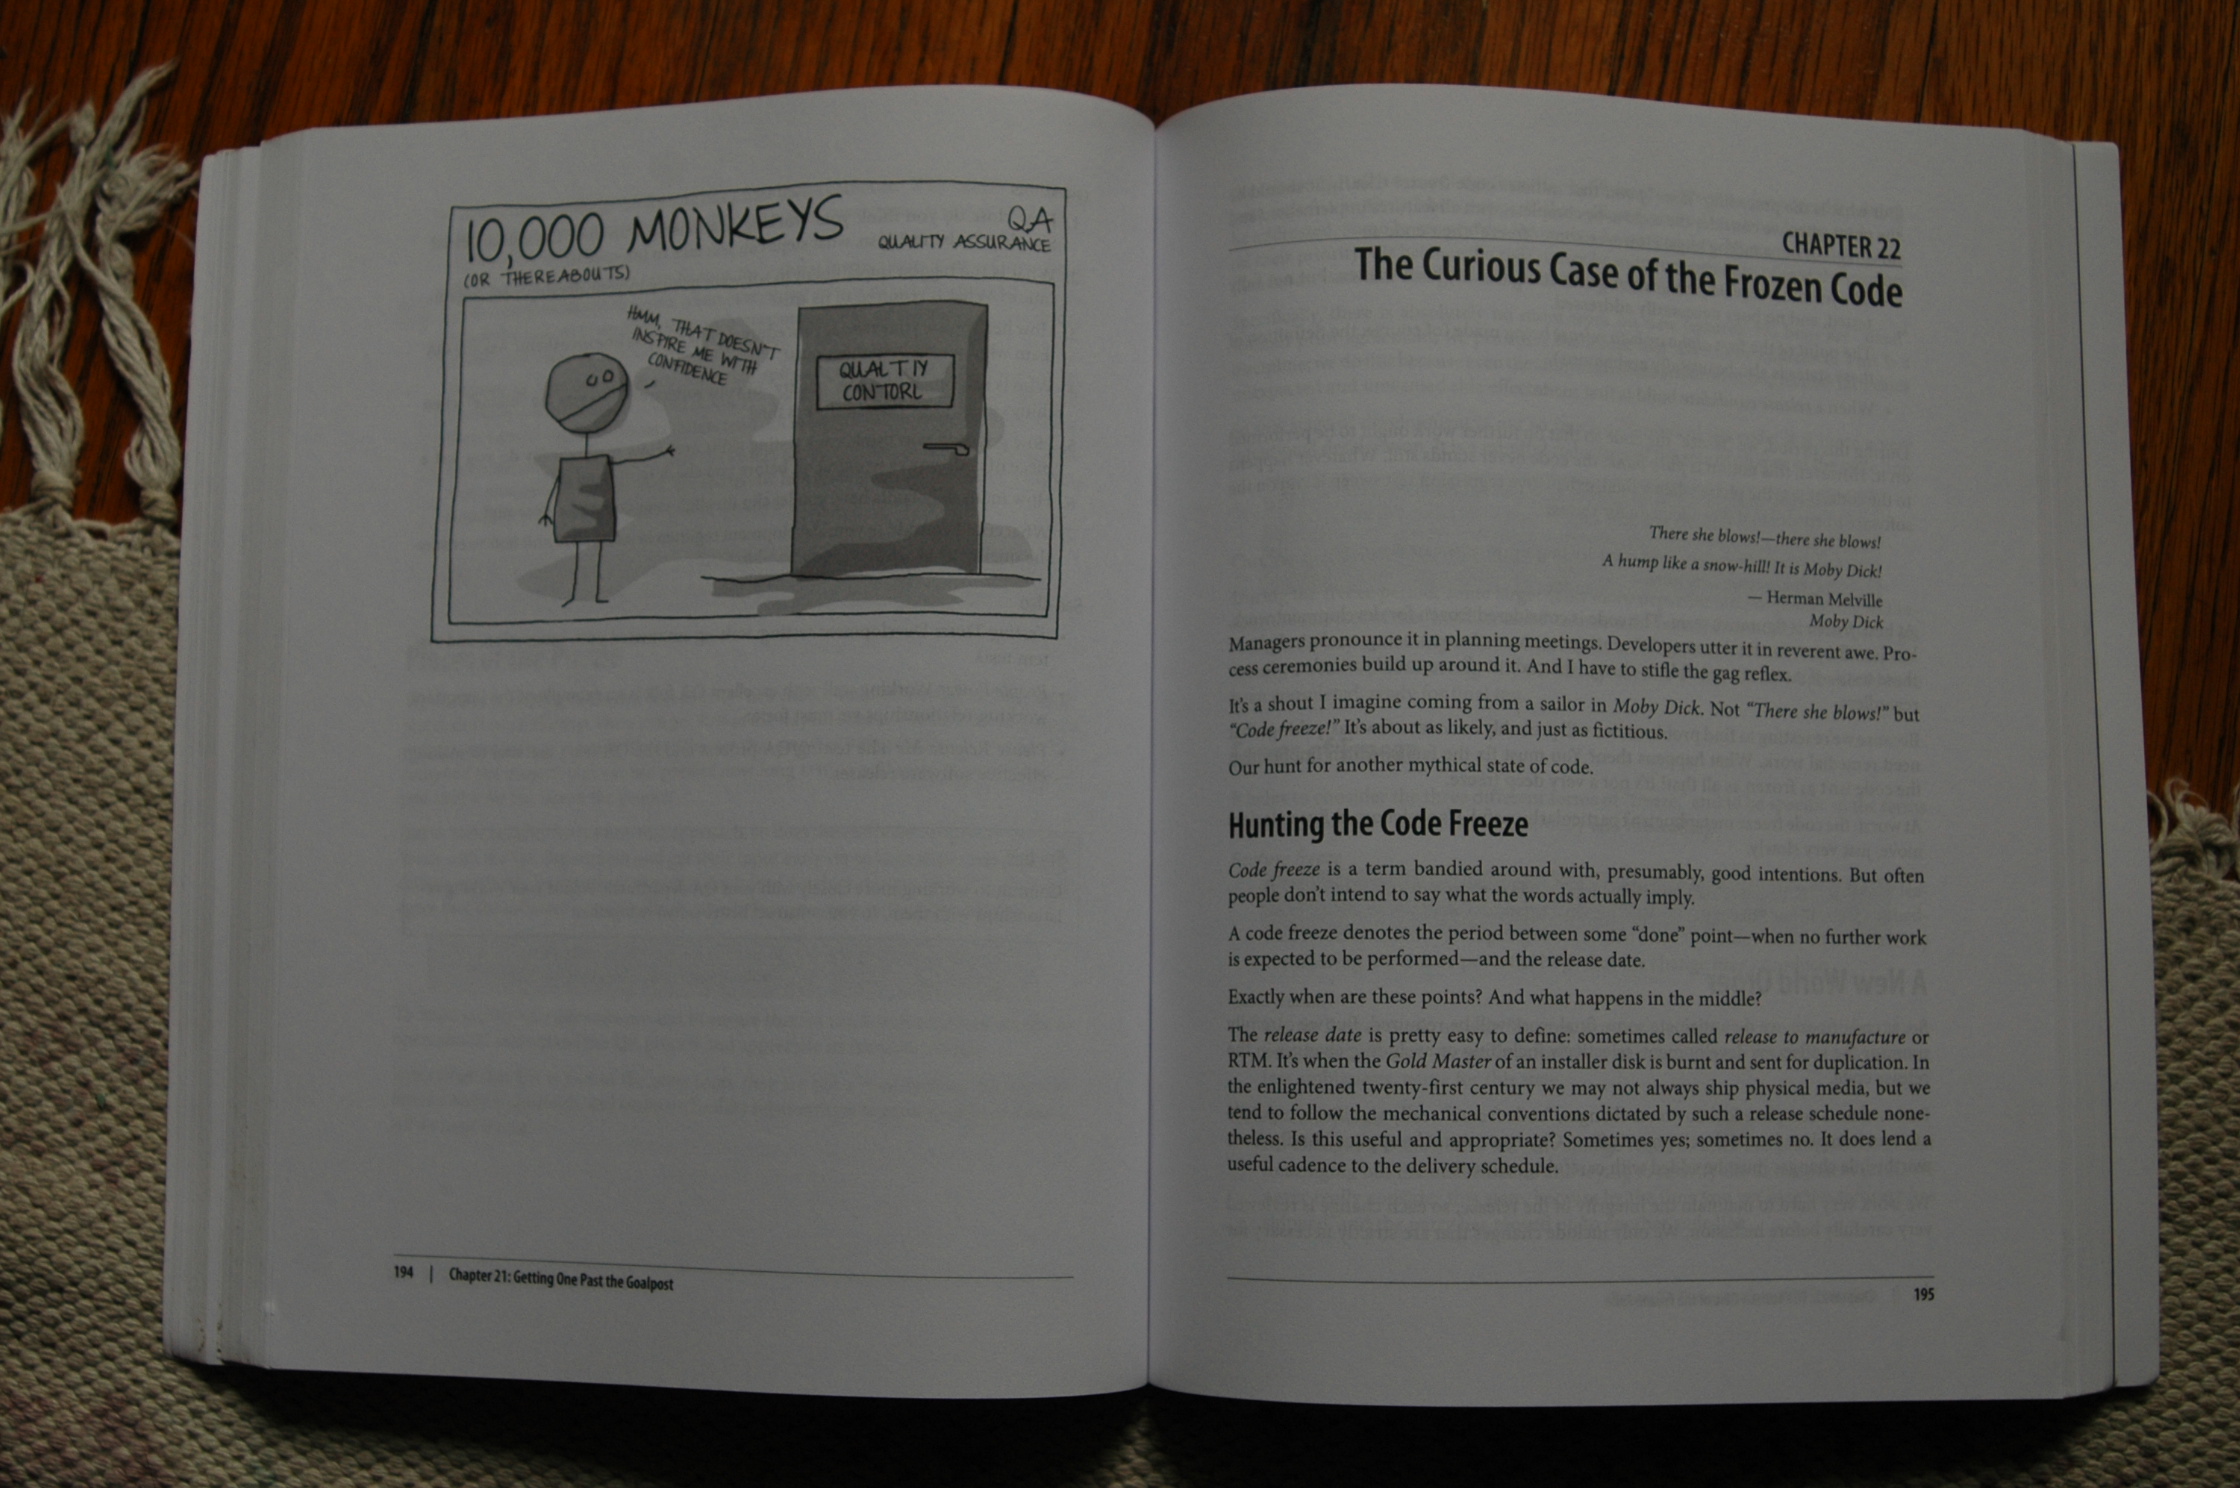 10,000 MONKEYS
(OR THEREABOUTS)
QA
QUALITY ASSURANCE
HMM, THAT DOESN'T
INSPIRE ME WITH
CONFIDENCE
QUALTIY
CONTORL
194 | Chapter 21: Getting One Past the Goalpost
CHAPTER 22
The Curious Case of the Frozen Code
There she blows!—there she blows!
A hump like a snow-hill! It is Moby Dick!
— Herman Melville
Moby Dick
Managers pronounce it in planning meetings. Developers utter it in reverent awe. Pro-
cess ceremonies build up around it. And I have to stifle the gag reflex.
It's a shout I imagine coming from a sailor in Moby Dick. Not “There she blows!” but
“Code freeze!” It's about as likely, and just as fictitious.
Our hunt for another mythical state of code.
Hunting the Code Freeze
Code freeze is a term bandied around with, presumably, good intentions. But often
people don't intend to say what the words actually imply.
A code freeze denotes the period between some “done” point—when no further work
is expected to be performed—and the release date.
Exactly when are these points? And what happens in the middle?
The release date is pretty easy to define: sometimes called release to manufacture or
RTM. It's when the Gold Master of an installer disk is burnt and sent for duplication. In
the enlightened twenty-first century we may not always ship physical media, but we
tend to follow the mechanical conventions dictated by such a release schedule none-
theless. Is this useful and appropriate? Sometimes yes; sometimes no. It does lend a
useful cadence to the delivery schedule.
195